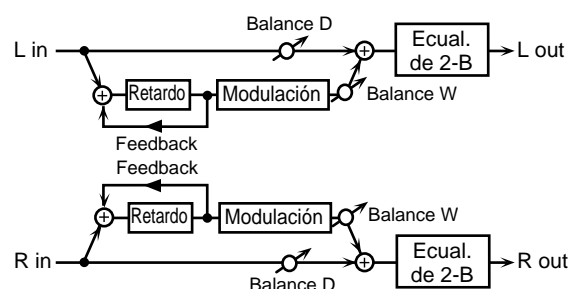 Balance D
L in
Ecual.
de 2-B
L out
Retardo
Modulación
Balance W
Feedback
Feedback
Retardo
Modulación
Balance W
R in
Ecual.
de 2-B
R out
Balance D